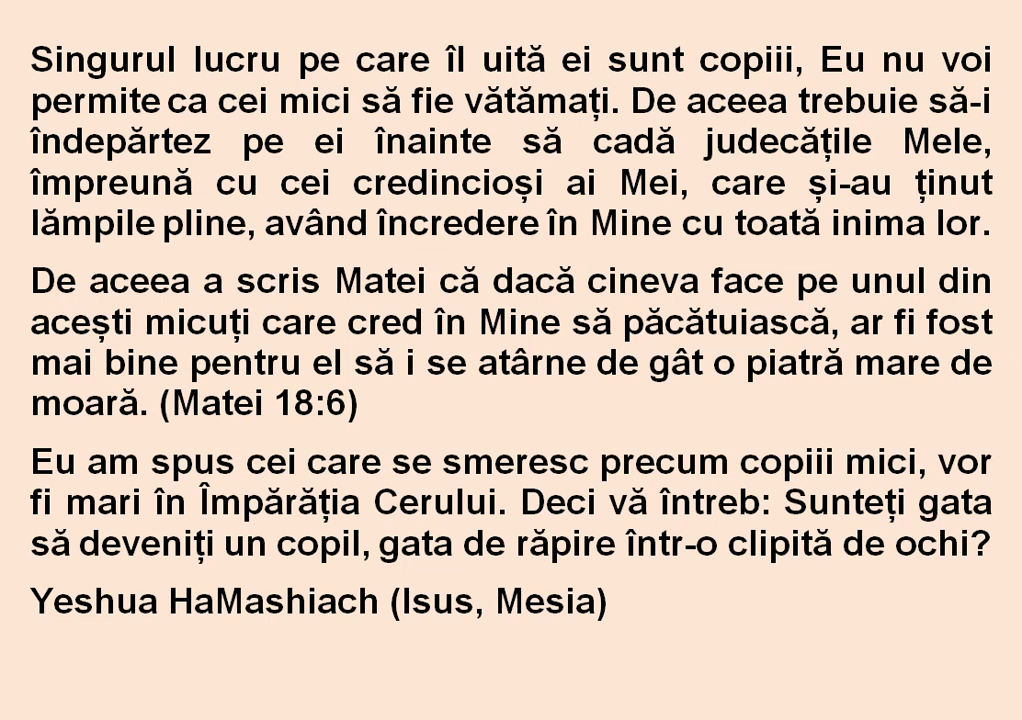 Singurul lucru pe care îl uită ei sunt copiii, Eu nu voi
permite ca cei mici să fie vătămați. De aceea trebuie să-i
îndepărtez pe ei înainte să cadă judecățile Mele,
împreună cu cei credincioși ai Mei, care și-au ținut
lămpile pline, având încredere în Mine cu toată inima lor.
De aceea a scris Matei că dacă cineva face pe unul din
acești micuți care cred în Mine să păcătuiască, ar fi fost
mai bine pentru el să i se atârne de gât o piatră mare de
moară. (Matei 18:6)
Eu am spus cei care se smeresc precum copiii mici, vor
fi mari în Împărăția Cerului. Deci vă întreb: Sunteți gata
să deveniți un copil, gata de răpire într-o clipită de ochi?
Yeshua HaMashiach (Isus, Mesia)